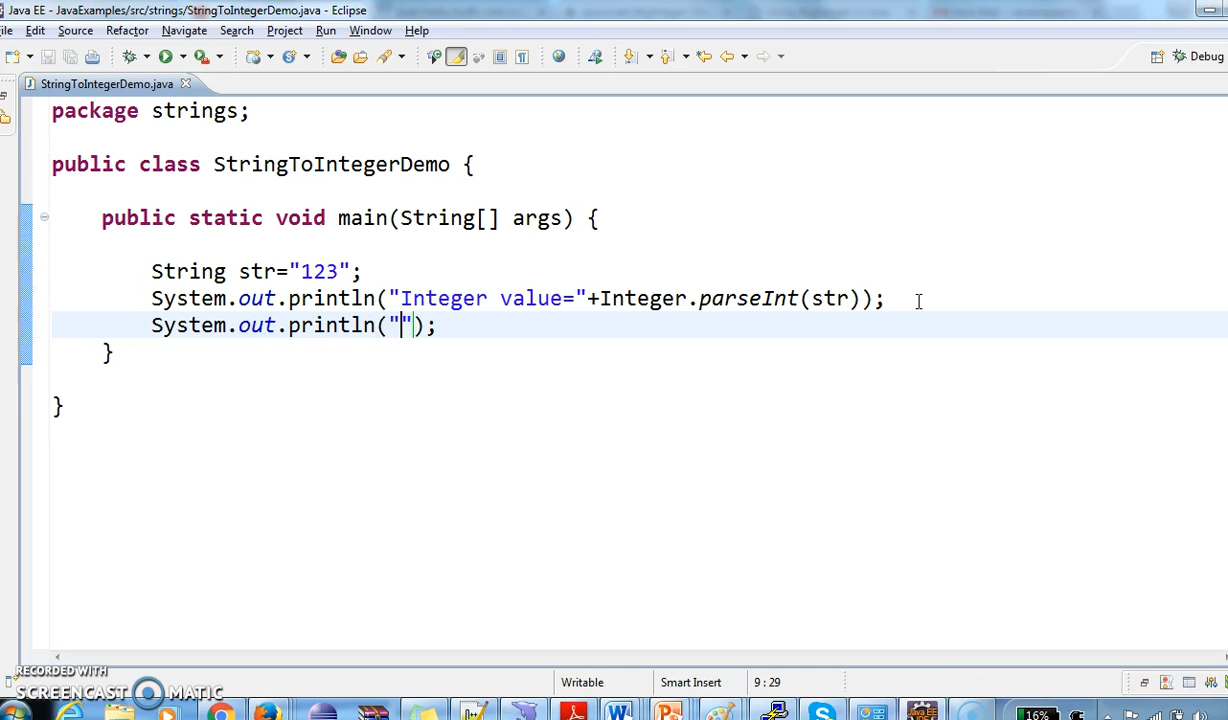 Java EE - JavaExamples/src/strings/StringToIntegerDemo.java - Eclipse
ile Edit Source Refactor Navigate Search Project Run Window Help
Debug
StringToIntegerDemo.java
package strings;
public class StringToIntegerDemo {
public static void main(String[] args) {
String str="123";
System.out.println("Integer value="+Integer.parseInt(str));
System.out.println("");
}
}
RECORDED WITH
SCREENCAST MATIC
Writable Smart Insert 9 : 29
16%